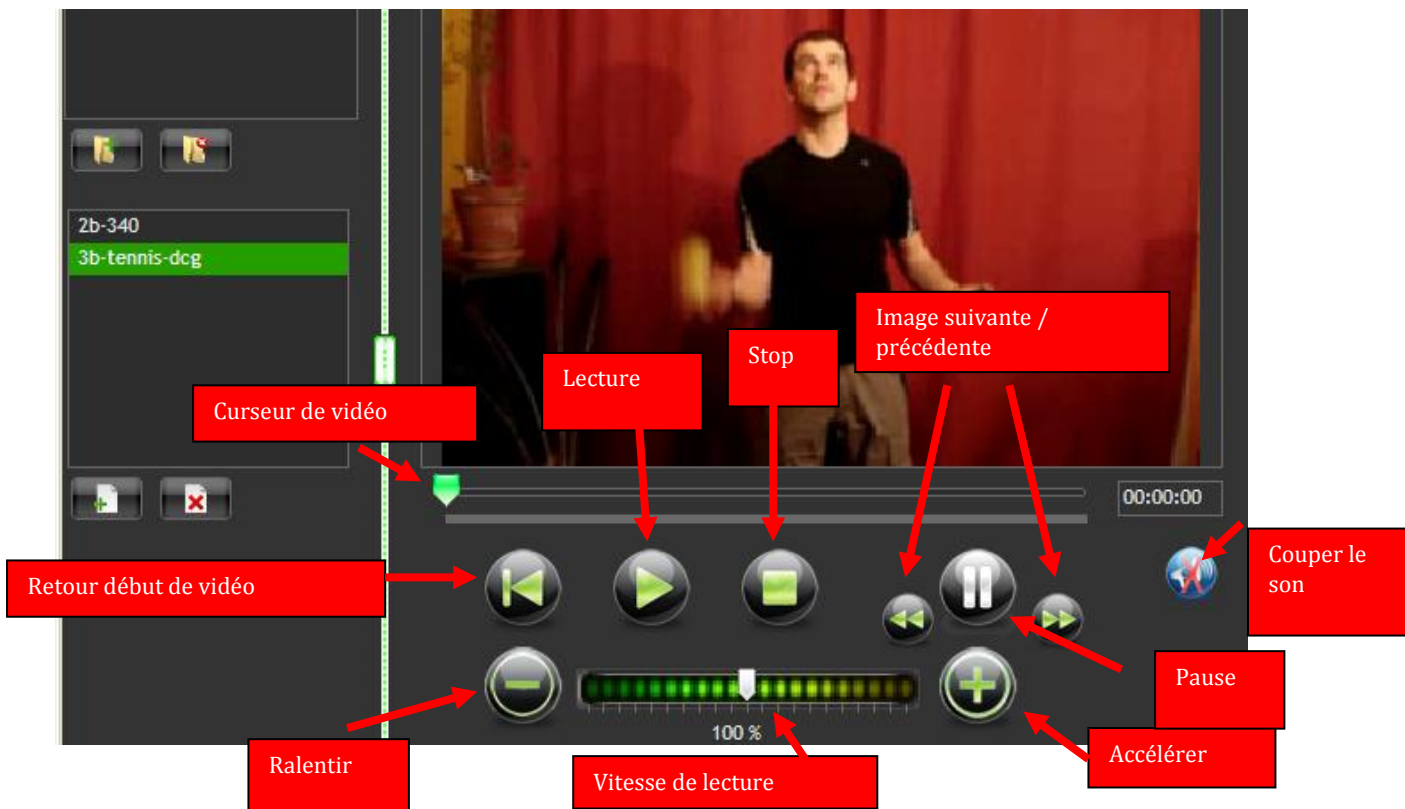 2b-340
3b-tennis-dcg
Image suivante /
précédente
Stop
Lecture
Curseur de vidéo
00:00:00
Couper le
son
Retour début de vidéo
Pause
100 %
Accélérer
Ralentir
Vitesse de lecture